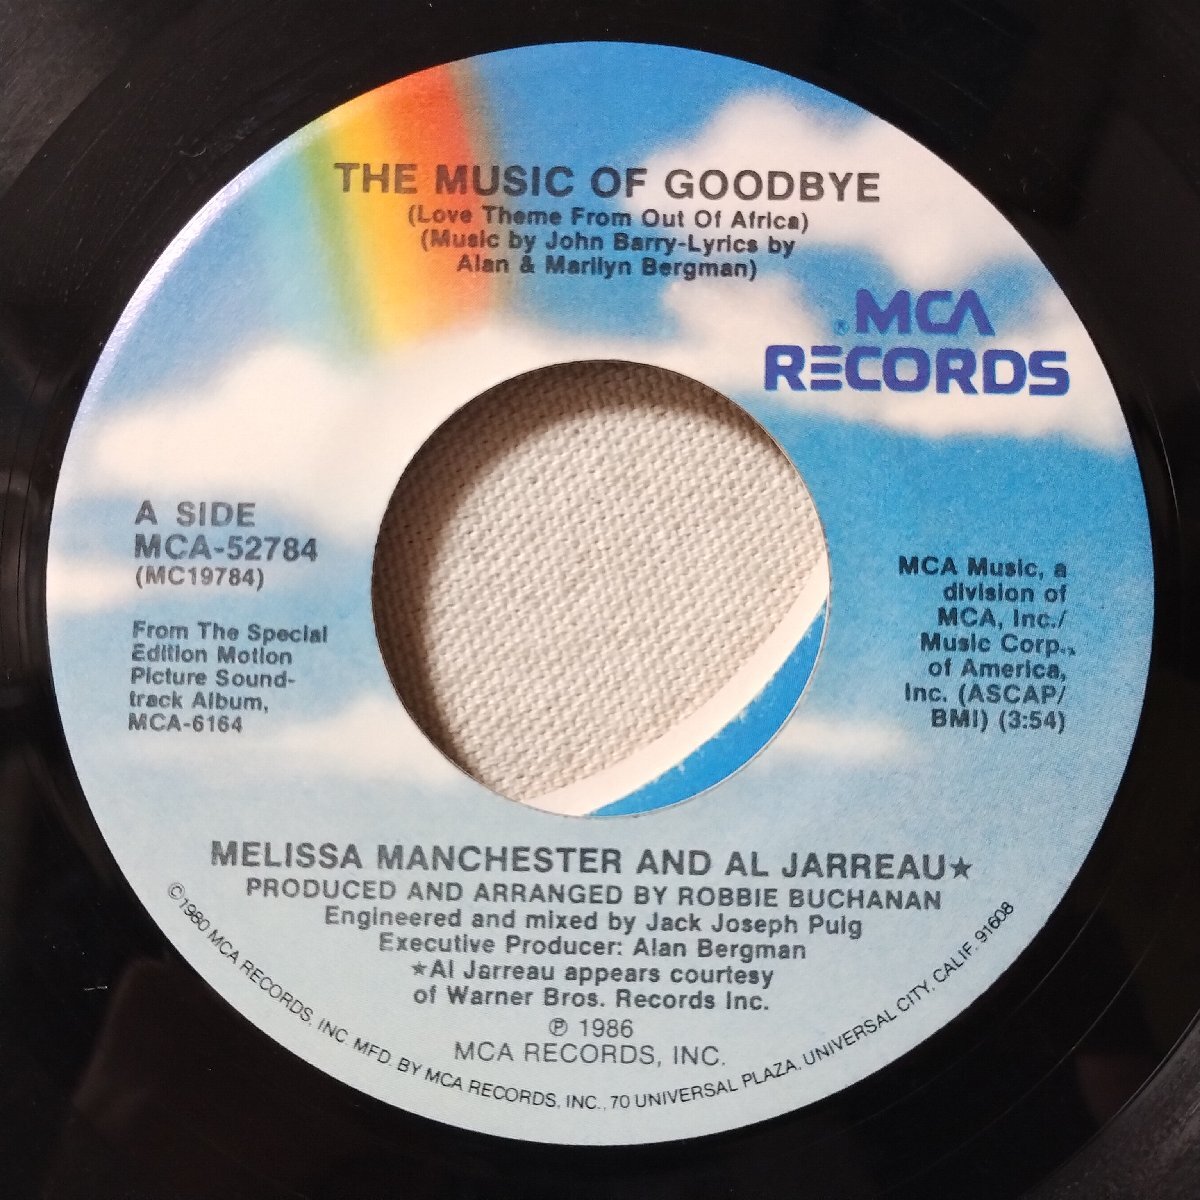 THE MUSIC OF GOODBYE
(Love Theme From Out Of Africa)
(Music by John Barry-Lyrics by
Alan & Marilyn Bergman)
® MCA
RECORDS
A SIDE
MCA-52784
(MC19784)
From The Special
Edition Motion
Picture Sound-
track Album,
MCA-6164
MCA Music, a
division of
MCA, Inc./
Music Corp.,
of America,
Inc. (ASCAP/
BMI) (3:54)
MELISSA MANCHESTER AND AL JARREAU★
PRODUCED AND ARRANGED BY ROBBIE BUCHANAN
Engineered and mixed by Jack Joseph Puig
Executive Producer: Alan Bergman
★Al Jarreau appears courtesy
of Warner Bros. Records Inc.
℗ 1986
MCA RECORDS, INC.
©1980 MCA RECORDS, INC. MFD. BY MCA RECORDS, INC., 70 UNIVERSAL PLAZA, UNIVERSAL CITY, CALIF. 91608